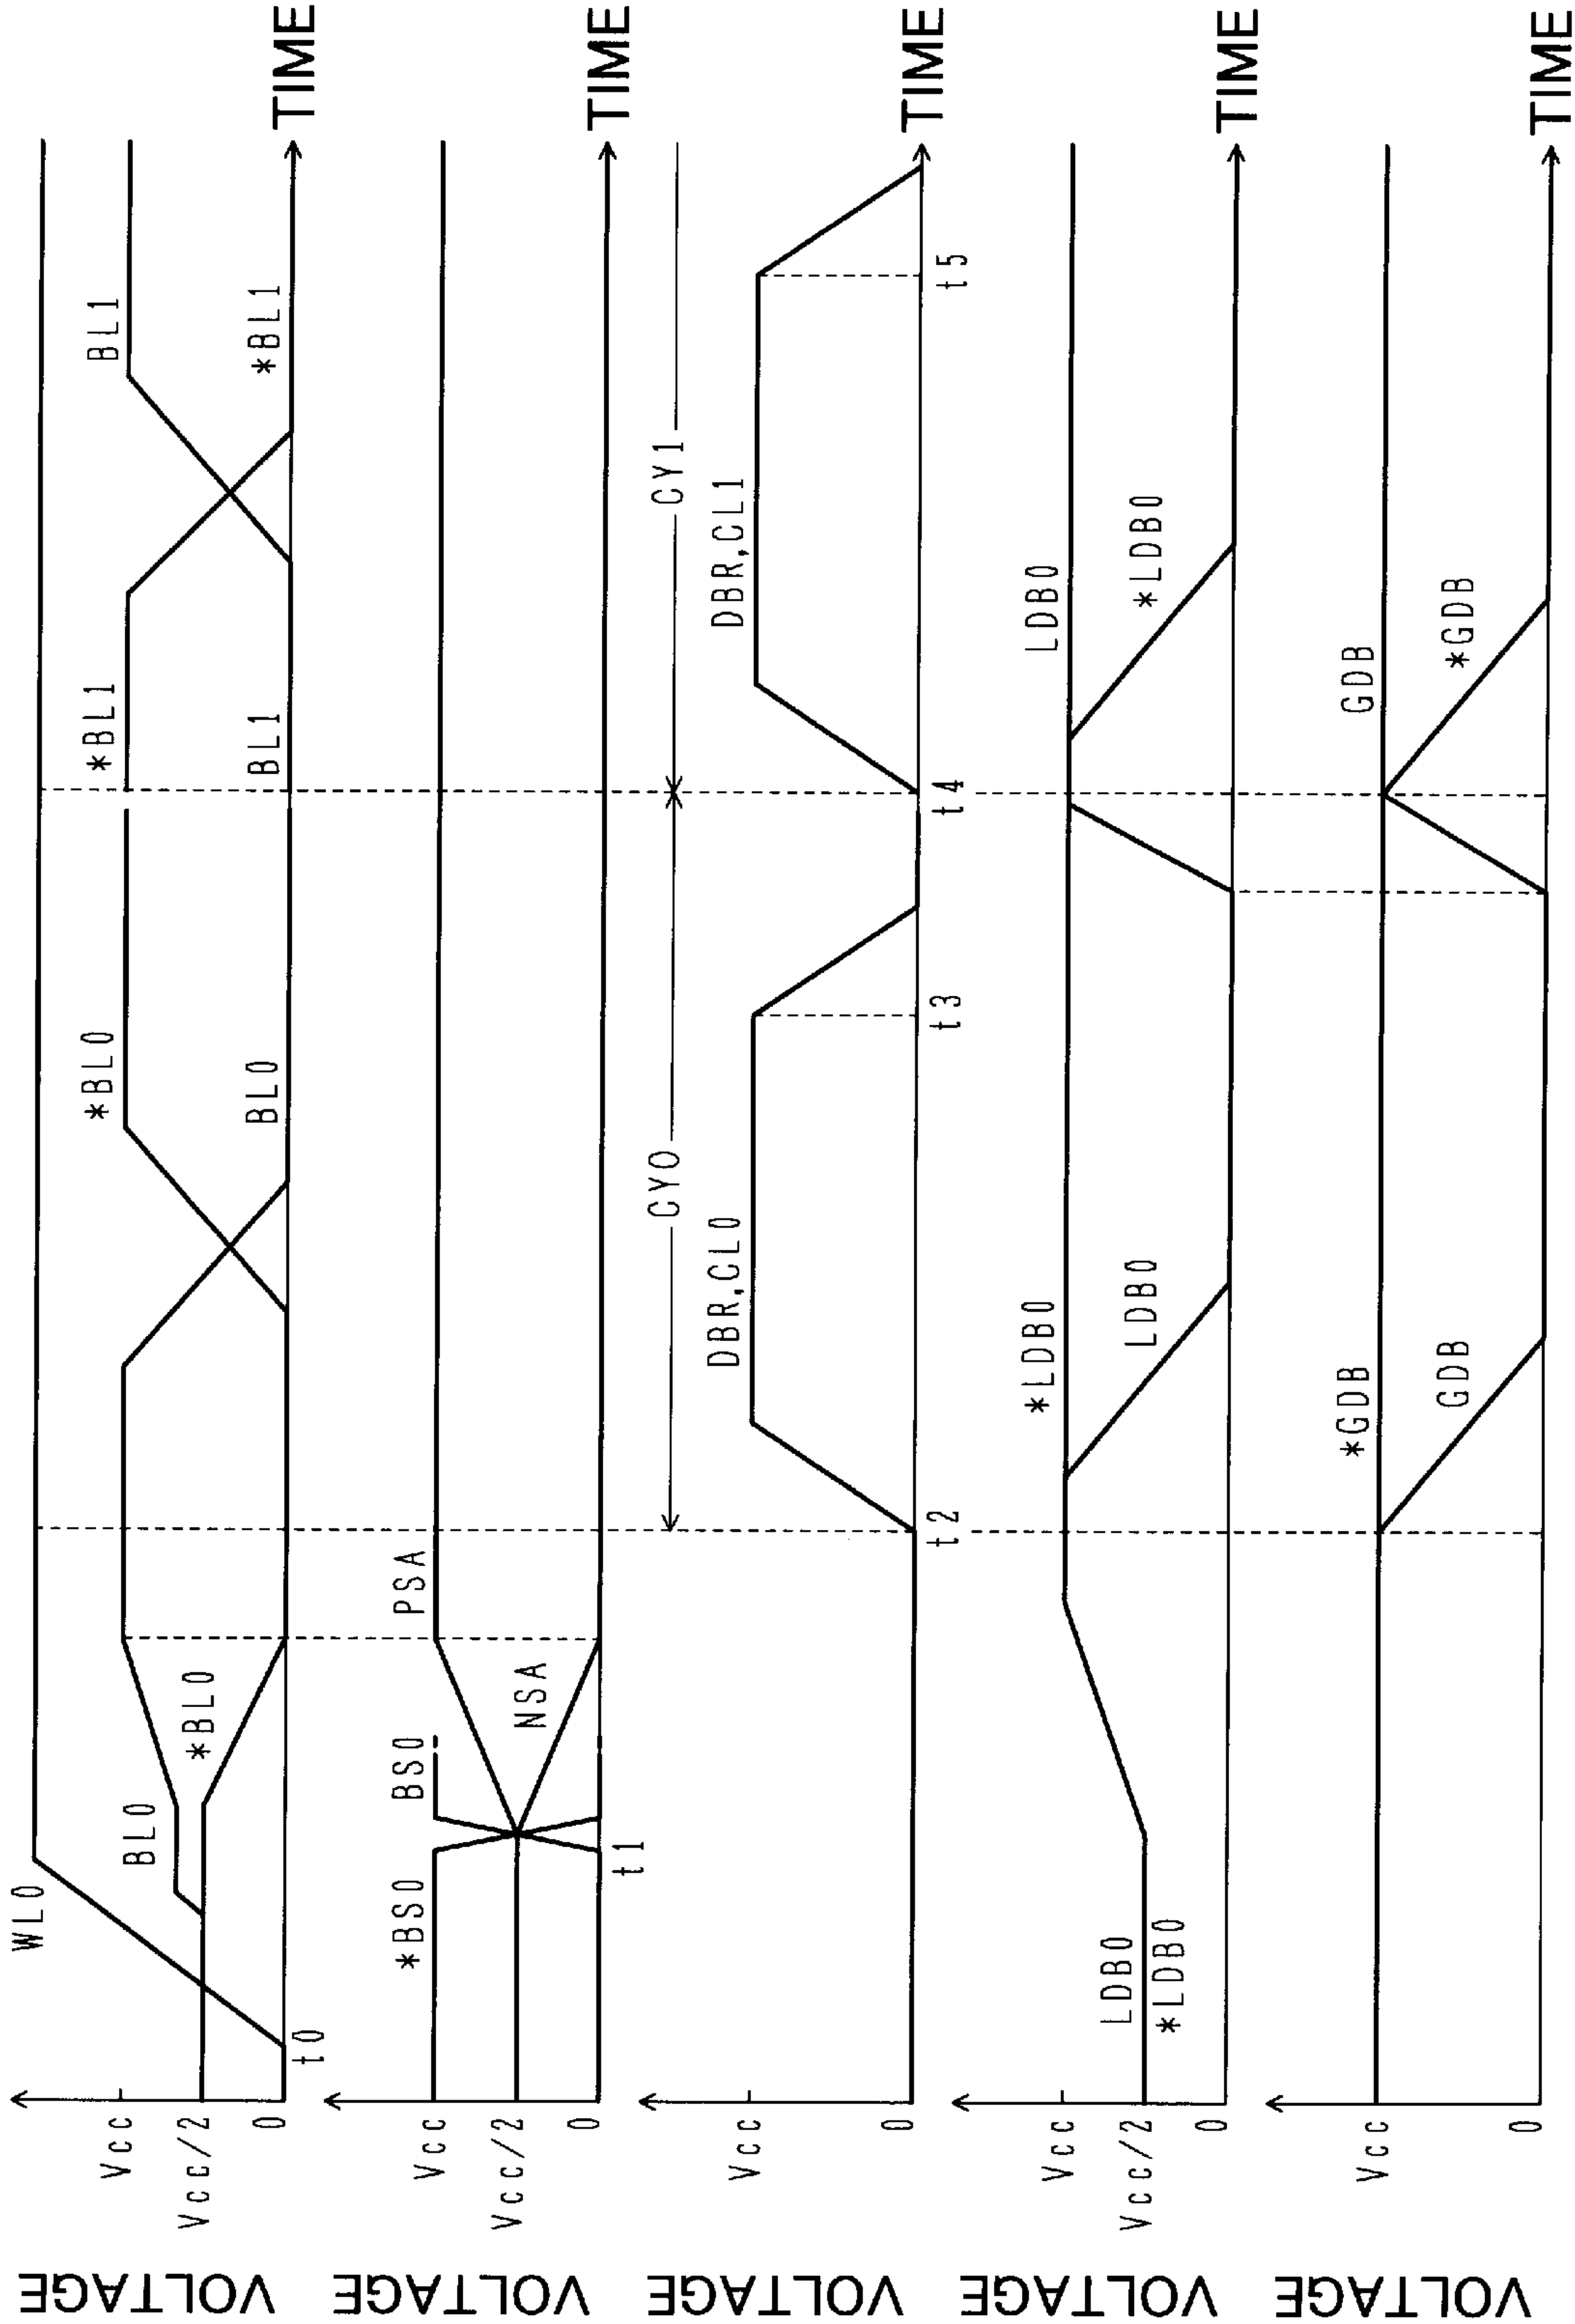 VOLTAGE
Vcc
Vcc/2
0
t0
WL0
BL0
*BL0
*BL0
BL0
*BL1
BL1
BL1
*BL1
TIME
VOLTAGE
Vcc
Vcc/2
0
*BS0
BS0
t1
NSA
PSA
TIME
VOLTAGE
Vcc
0
CY0
CY1
DBR,CL0
DBR,CL1
t2
t3
t4
t5
TIME
VOLTAGE
Vcc
Vcc/2
0
LDB0
*LDB0
*LDB0
LDB0
LDB0
*LDB0
TIME
VOLTAGE
Vcc
0
*GDB
GDB
GDB
*GDB
TIME